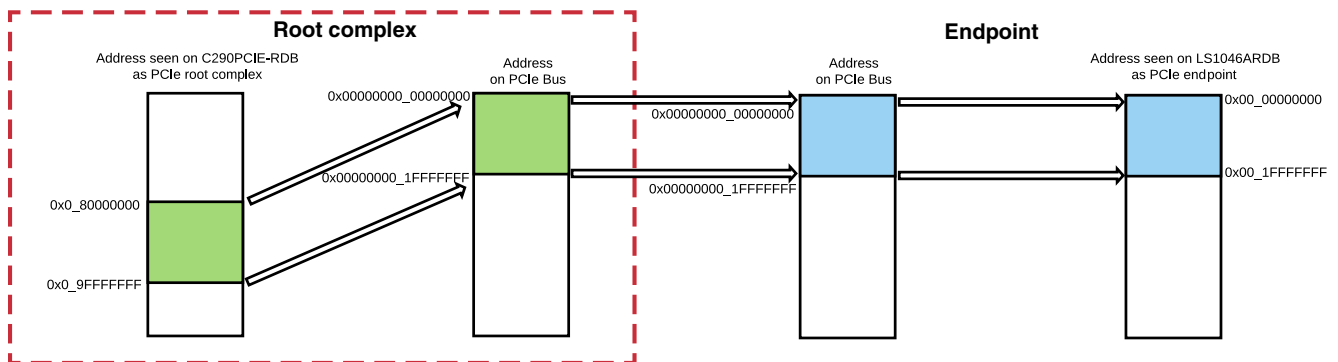 Root complex
Endpoint
Address seen on C290PCIE-RDB
as PCIe root complex
Address
on PCIe Bus
Address
on PCIe Bus
Address seen on LS1046ARDB
as PCIe endpoint
0x00000000_00000000
0x00000000_00000000
0x00_00000000
0x00000000_1FFFFFFF
0x00000000_1FFFFFFF
0x00_1FFFFFFF
0x0_80000000
0x0_9FFFFFFF